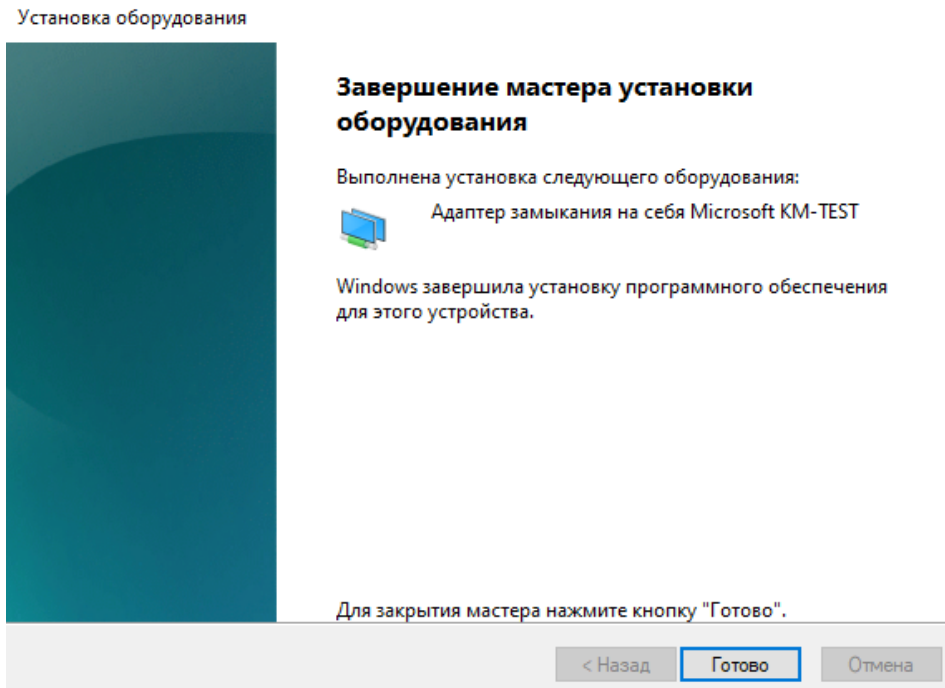 Установка оборудования
Завершение мастера установки
оборудования
Выполнена установка следующего оборудования:
Адаптер замыкания на себя Microsoft KM-TEST
Windows завершила установку программного обеспечения
для этого устройства.
Для закрытия мастера нажмите кнопку "Готово".
< Назад
Готово
Отмена